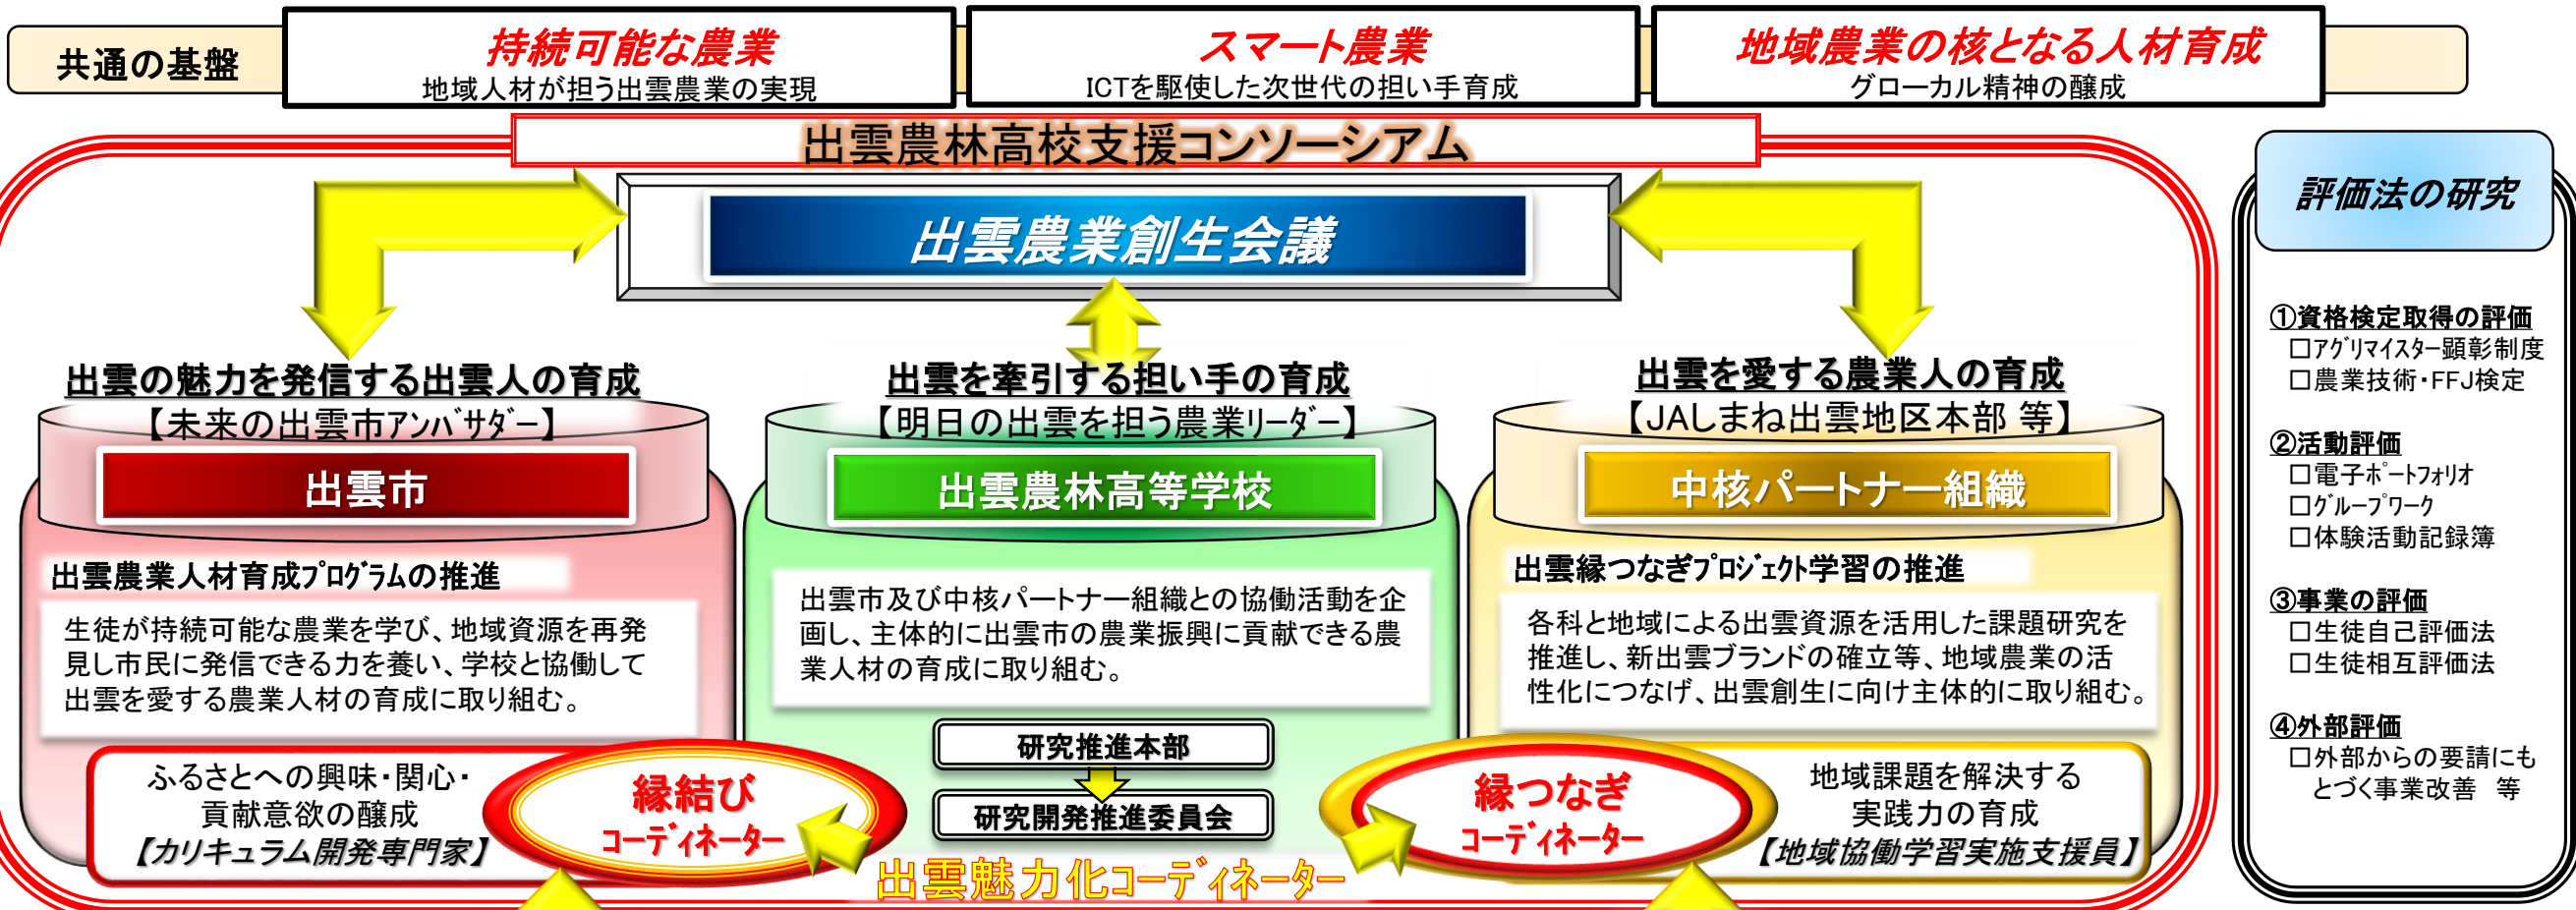 共通の基盤
持続可能な農業
地域人材が担う出雲農業の実現
スマート農業
ICTを駆使した次世代の担い手育成
地域農業の核となる人材育成
グローカル精神の醸成
出雲農林高校支援コンソーシアム
出雲農業創生会議
出雲の魅力を発信する出雲人の育成
【未来の出雲市アンバサダー】
出雲市
出雲農業人材育成プログラムの推進
生徒が持続可能な農業を学び、地域資源を再発
見し市民に発信できる力を養い、学校と協働して
出雲を愛する農業人材の育成に取り組む。
ふるさとへの興味・関心・
貢献意欲の醸成
【カリキュラム開発専門家】
縁結び
コーディネーター
出雲を牽引する担い手の育成
【明日の出雲を担う農業リーダー】
出雲農林高等学校
出雲市及び中核パートナー組織との協働活動を企
画し、主体的に出雲市の農業振興に貢献できる農
業人材の育成に取り組む。
研究推進本部
研究開発推進委員会
出雲魅力化コーディネーター
出雲を愛する農業人の育成
【JAしまね出雲地区本部 等】
中核パートナー組織
出雲縁つなぎプロジェクト学習の推進
各科と地域による出雲資源を活用した課題研究を
推進し、新出雲ブランドの確立等、地域農業の活
性化につなげ、出雲創生に向け主体的に取り組む。
縁つなぎ
コーディネーター
地域課題を解決する
実践力の育成
【地域協働学習実施支援員】
評価法の研究
①資格検定取得の評価
□アグリマイスター顕彰制度
□農業技術・FFJ検定
②活動評価
□電子ポートフォリオ
□グループワーク
□体験活動記録簿
③事業の評価
□生徒自己評価法
□生徒相互評価法
④外部評価
□外部からの要請にも
とづく事業改善　等